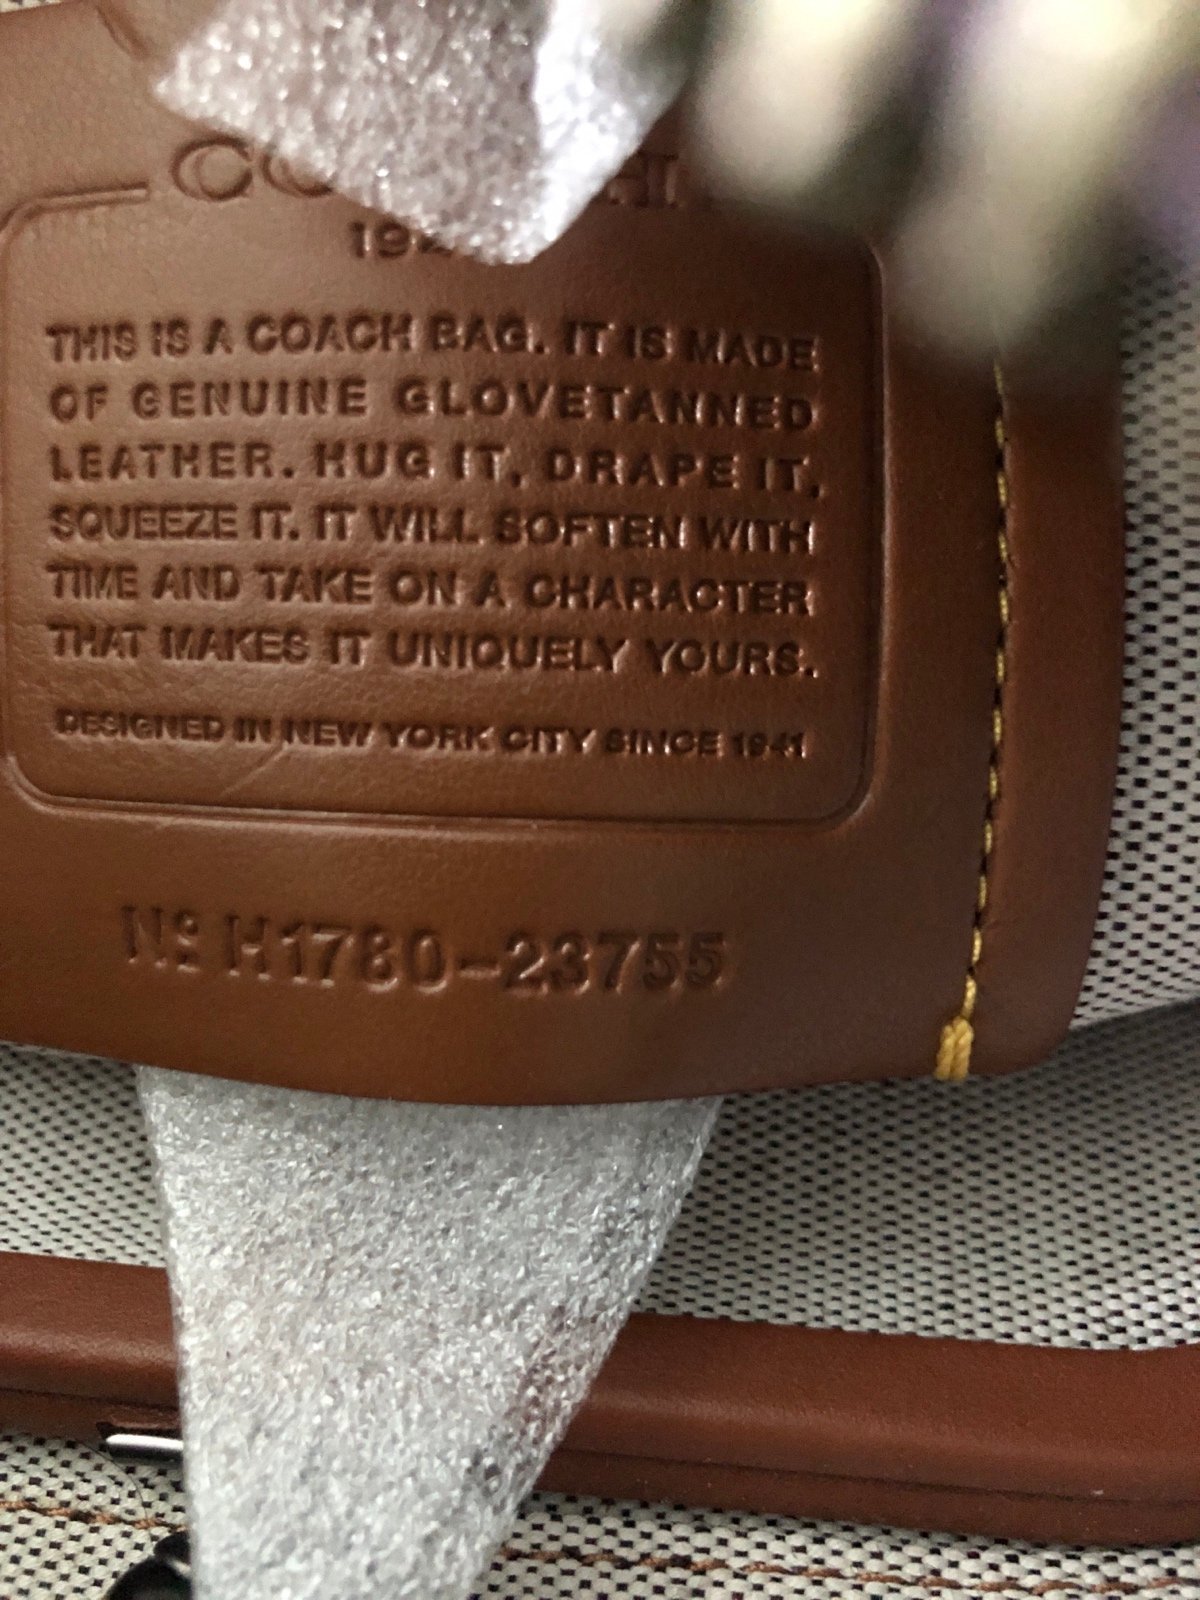 THIS IS A COACH BAG. IT IS MADE
OF GENUINE GLOVETANNED
LEATHER. HUG IT, DRAPE IT,
SQUEEZE IT. IT WILL SOFTEN WITH
TIME AND TAKE ON A CHARACTER
THAT MAKES IT UNIQUELY YOURS.
DESIGNED IN NEW YORK CITY SINCE 1941
Nº H1780-23755